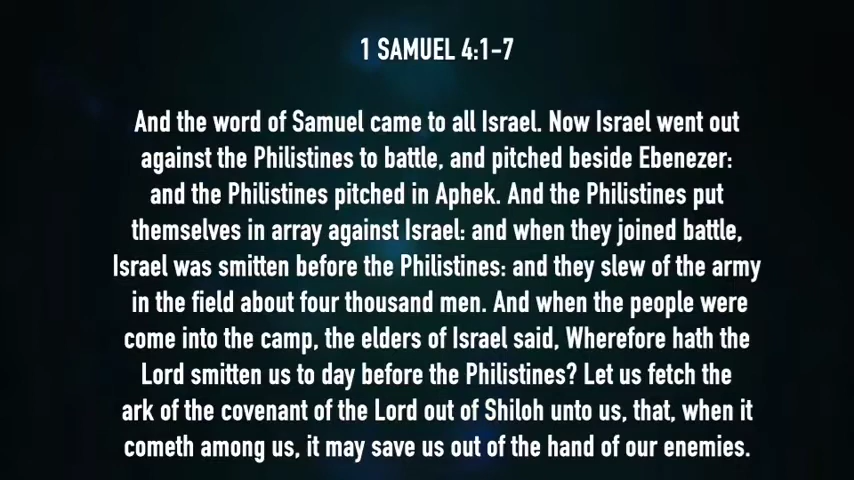 1 SAMUEL 4:1-7
And the word of Samuel came to all Israel. Now Israel went out
against the Philistines to battle, and pitched beside Ebenezer:
and the Philistines pitched in Aphek. And the Philistines put
themselves in array against Israel: and when they joined battle,
Israel was smitten before the Philistines: and they slew of the army
in the field about four thousand men. And when the people were
come into the camp, the elders of Israel said, Wherefore hath the
Lord smitten us to day before the Philistines? Let us fetch the
ark of the covenant of the Lord out of Shiloh unto us, that, when it
cometh among us, it may save us out of the hand of our enemies.